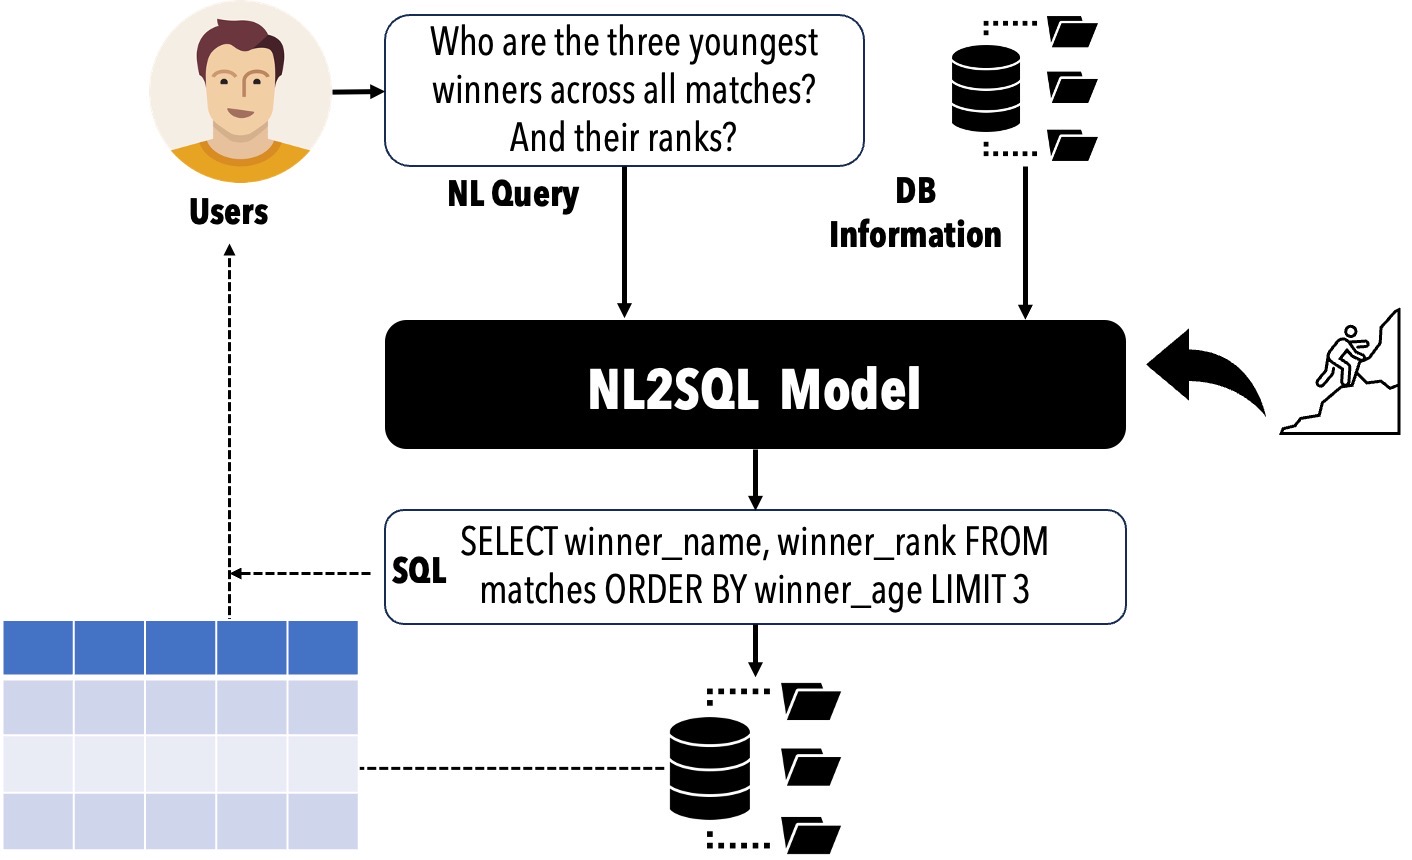 Who are the three youngest
winners across all matches?
And their ranks?
Users
NL Query
DB
Information
NL2SQL Model
SQL
SELECT winner_name, winner_rank FROM
matches ORDER BY winner_age LIMIT 3